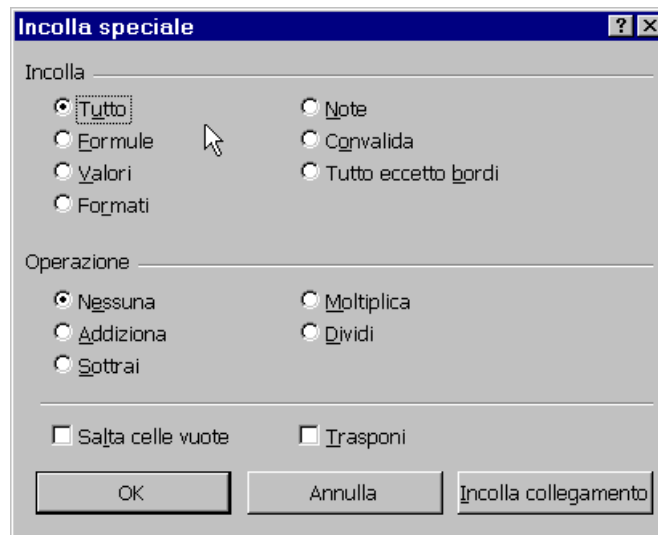 Incolla speciale
Incolla
Tutto
Note
Formule
Convalida
Valori
Tutto eccetto bordi
Formati
Operazione
Nessuna
Moltiplica
Addiziona
Dividi
Sottrai
Salta celle vuote
Trasponi
OK
Annulla
Incolla collegamento